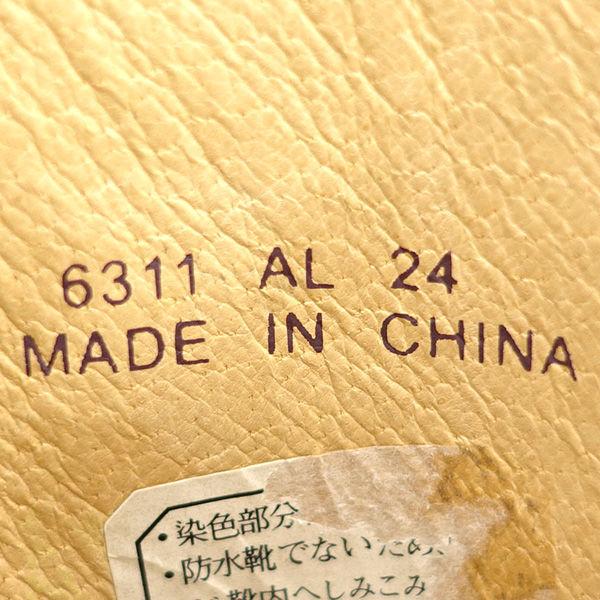 6311 AL 24
MADE IN CHINA
・染色部分
・防水靴でないため、
靴内へしみこみ